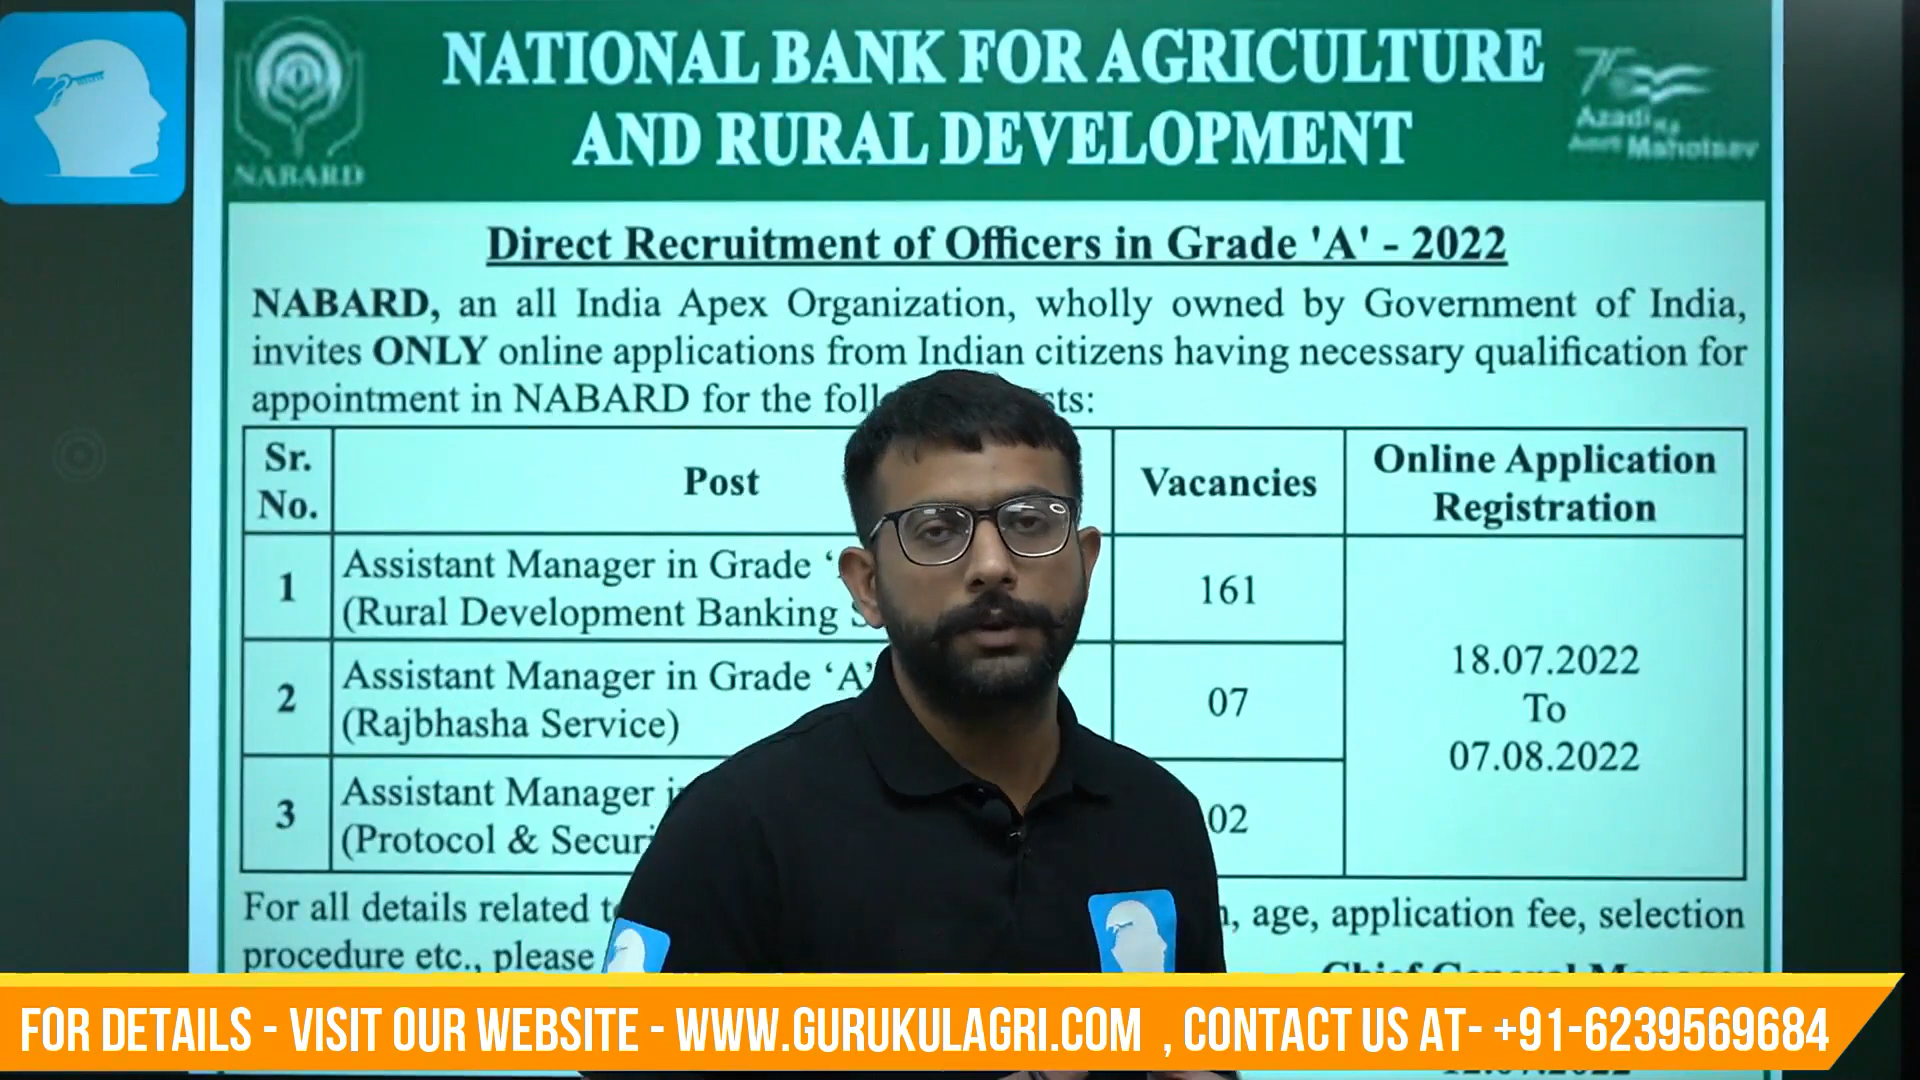 NATIONAL BANK FOR AGRICULTURE
AND RURAL DEVELOPMENT
NABARD
75
Azadi Ka
Amrit Mahotsav
Direct Recruitment of Officers in Grade 'A' - 2022
NABARD, an all India Apex Organization, wholly owned by Government of India,
invites ONLY online applications from Indian citizens having necessary qualification for
appointment in NABARD for the
Sr. No.
Post
Vacancies
Online Application Registration
1
Assistant Manager in Grade
(Rural Development Banking
161
18.07.2022
To
07.08.2022
2
Assistant Manager in Grade 'A'
(Rajbhasha Service)
07
3
Assistant Manager
(Protocol &
02
For all details related
age, application fee, selection
procedure etc., please
FOR DETAILS - VISIT OUR WEBSITE - WWW.GURUKULAGRI.COM , CONTACT US AT- +91-6239569684